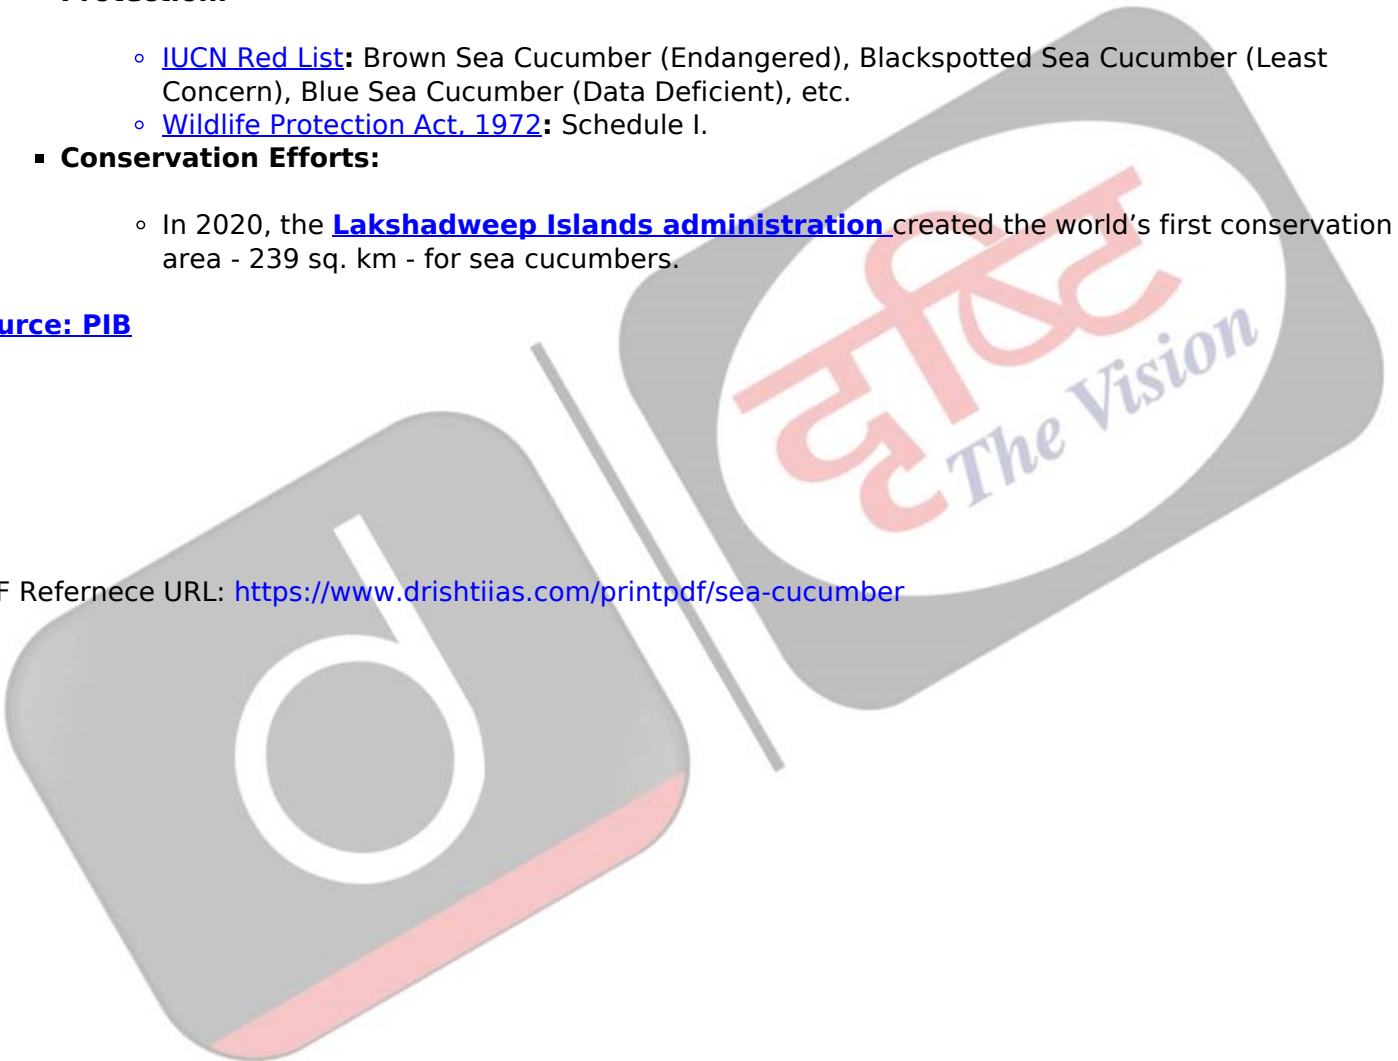 Protection:
◦ IUCN Red List: Brown Sea Cucumber (Endangered), Blackspotted Sea Cucumber (Least
Concern), Blue Sea Cucumber (Data Deficient), etc.
◦ Wildlife Protection Act, 1972: Schedule I.
▪ Conservation Efforts:
◦ In 2020, the Lakshadweep Islands administration created the world’s first conservation
area - 239 sq. km - for sea cucumbers.
urce: PIB
दृष्टि
The Vision
F Refernece URL: https://www.drishtiias.com/printpdf/sea-cucumber
d